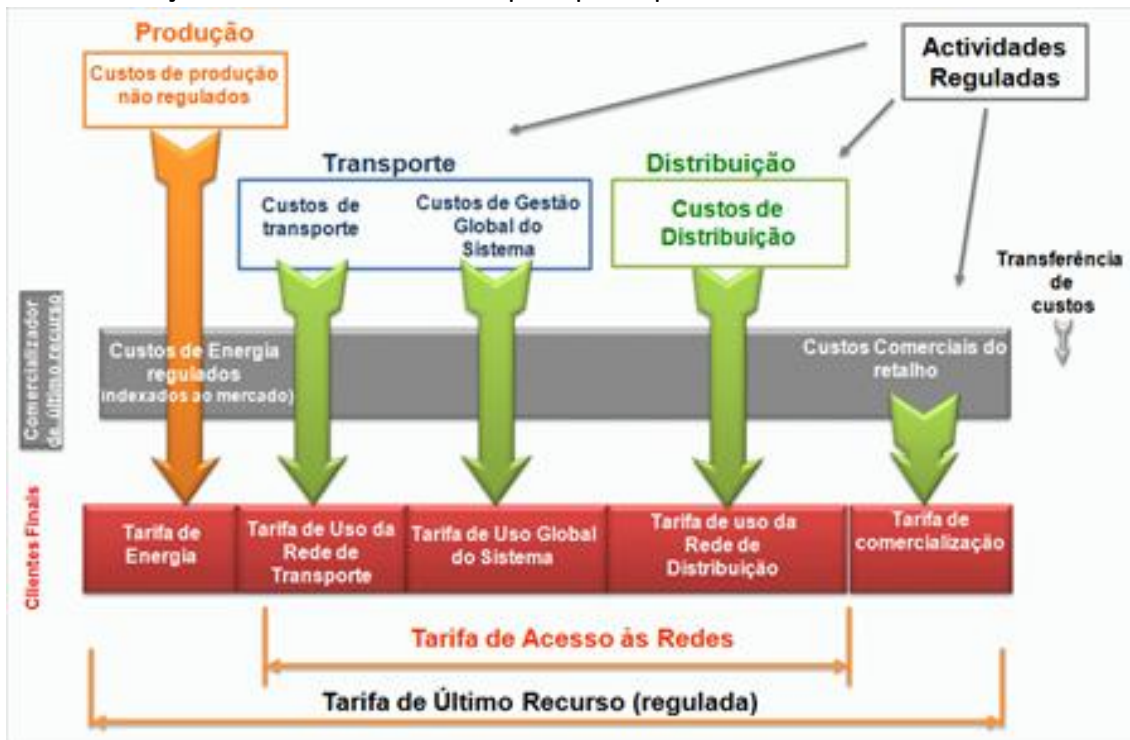 Produção
Custos de produção
não regulados
Actividades
Reguladas
Transporte
Custos de
transporte
Custos de Gestão
Global do
Sistema
Distribuição
Custos de
Distribuição
Transferência
de
custos
Comercializador
de último recurso
Custos de Energia
regulados
(indexados ao mercado)
Custos Comerciais do
retalho
Clientes Finais
Tarifa de
Energia
Tarifa de Uso da
Rede de
Transporte
Tarifa de Uso Global
do Sistema
Tarifa de uso da
Rede de
Distribuição
Tarifa de
comercialização
Tarifa de Acesso às Redes
Tarifa de Último Recurso (regulada)